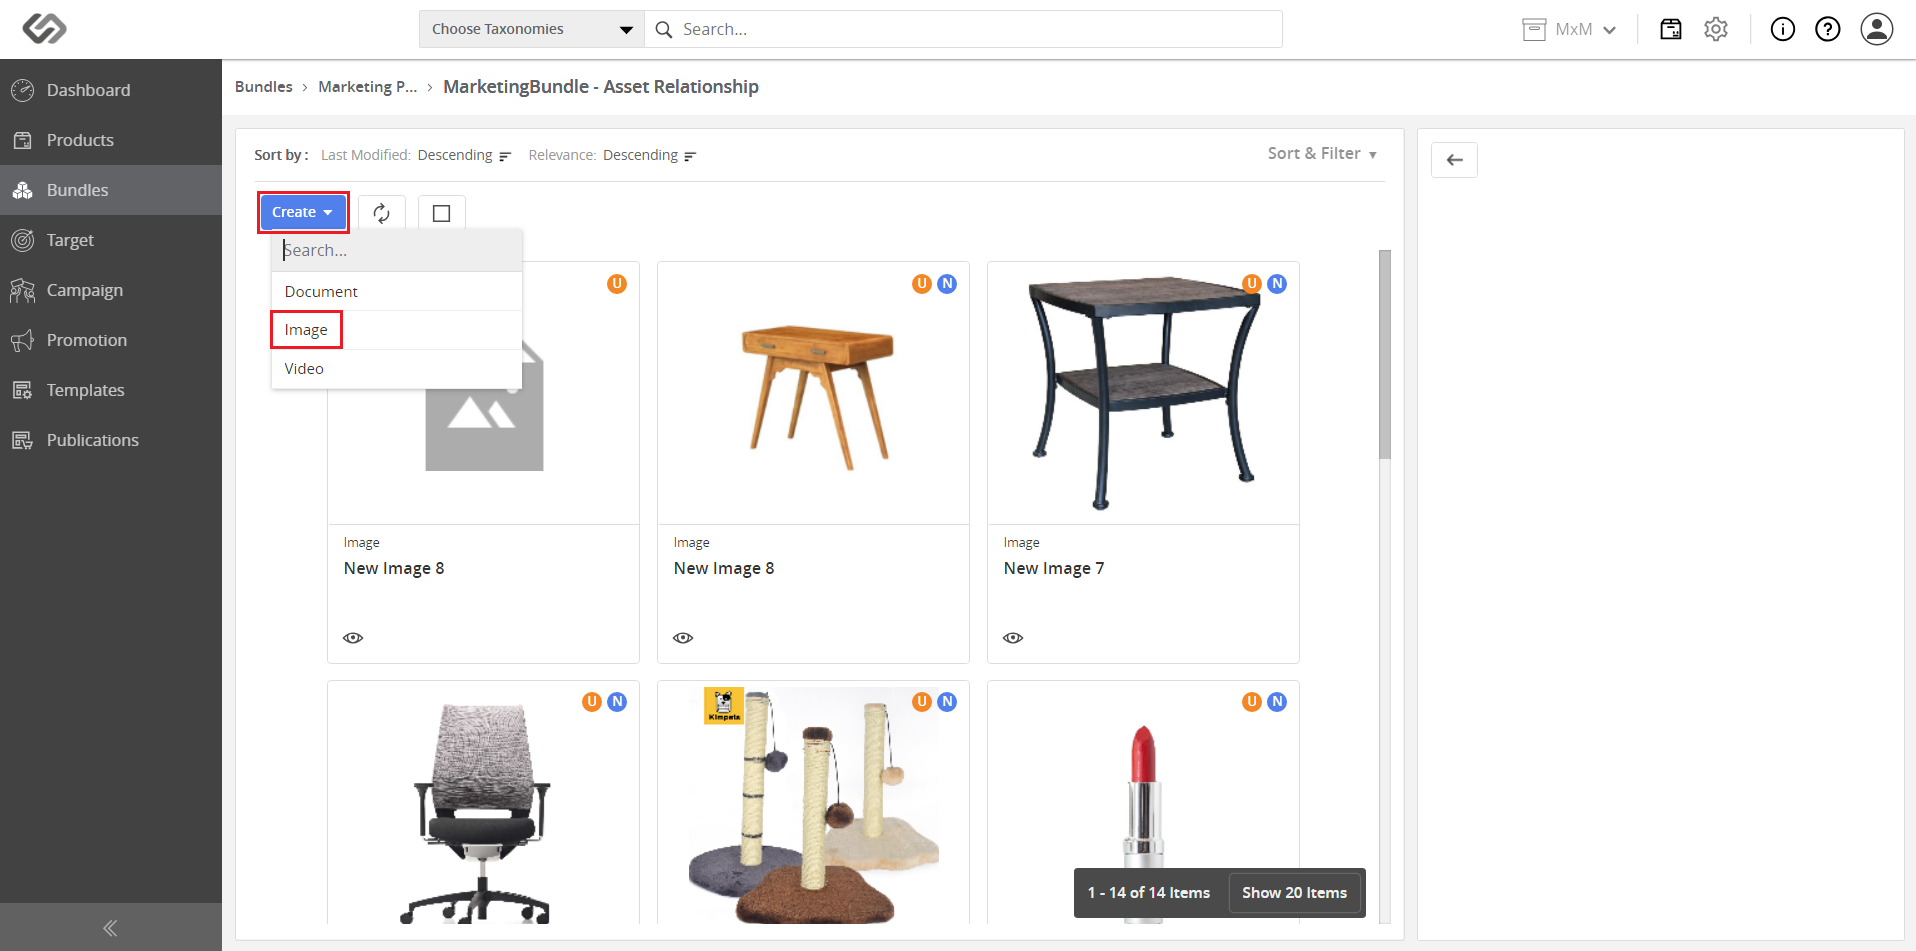 Choose Taxonomies
Search...
MxM
Dashboard
Products
Bundles
Target
Campaign
Promotion
Templates
Publications
Bundles › Marketing P... › MarketingBundle - Asset Relationship
Sort by : Last Modified: Descending Relevance: Descending
Sort & Filter
Create
Search...
Document
Image
Video
U
U N
U N
Image
New Image 8
Image
New Image 8
Image
New Image 7
U N
Kimpets
U N
U N
1 - 14 of 14 Items
Show 20 Items